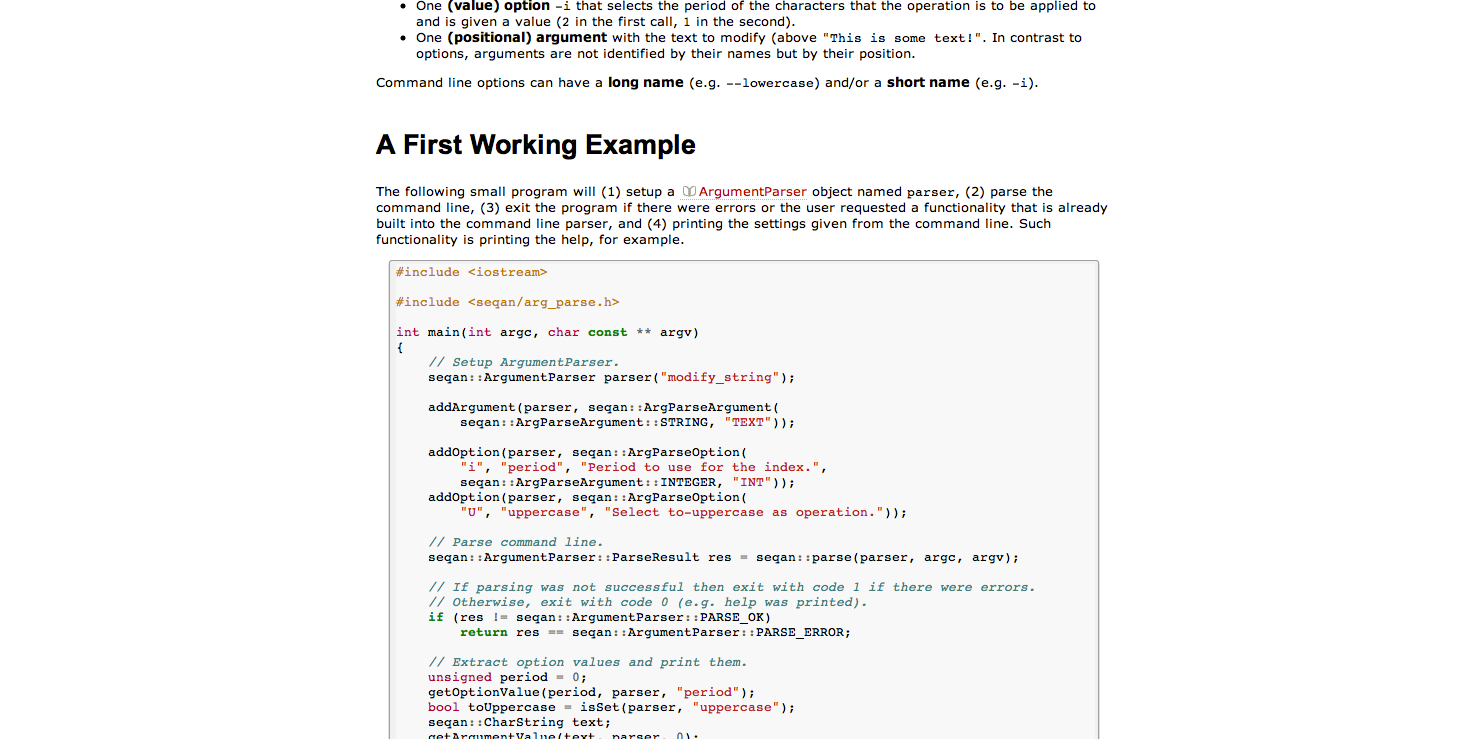 • One (value) option -i that selects the period of the characters that the operation is to be applied to
and is given a value (2 in the first call, 1 in the second).
• One (positional) argument with the text to modify (above "This is some text!". In contrast to
options, arguments are not identified by their names but by their position.
Command line options can have a long name (e.g. --lowercase) and/or a short name (e.g. -i).
A First Working Example
The following small program will (1) setup a ArgumentParser object named parser, (2) parse the
command line, (3) exit the program if there were errors or the user requested a functionality that is already
built into the command line parser, and (4) printing the settings given from the command line. Such
functionality is printing the help, for example.
#include <iostream>
#include <seqan/arg_parse.h>
int main(int argc, char const ** argv)
{
// Setup ArgumentParser.
seqan::ArgumentParser parser("modify_string");
addArgument(parser, seqan::ArgParseArgument(
seqan::ArgParseArgument::STRING, "TEXT"));
addOption(parser, seqan::ArgParseOption(
"i", "period", "Period to use for the index.",
seqan::ArgParseArgument::INTEGER, "INT"));
addOption(parser, seqan::ArgParseOption(
"U", "uppercase", "Select to-uppercase as operation."));
// Parse command line.
seqan::ArgumentParser::ParseResult res = seqan::parse(parser, argc, argv);
// If parsing was not successful then exit with code 1 if there were errors.
// Otherwise, exit with code 0 (e.g. help was printed).
if (res != seqan::ArgumentParser::PARSE_OK)
return res == seqan::ArgumentParser::PARSE_ERROR;
// Extract option values and print them.
unsigned period = 0;
getOptionValue(period, parser, "period");
bool toUppercase = isSet(parser, "uppercase");
seqan::CharString text;
getArgumentValue(text, parser, 0);